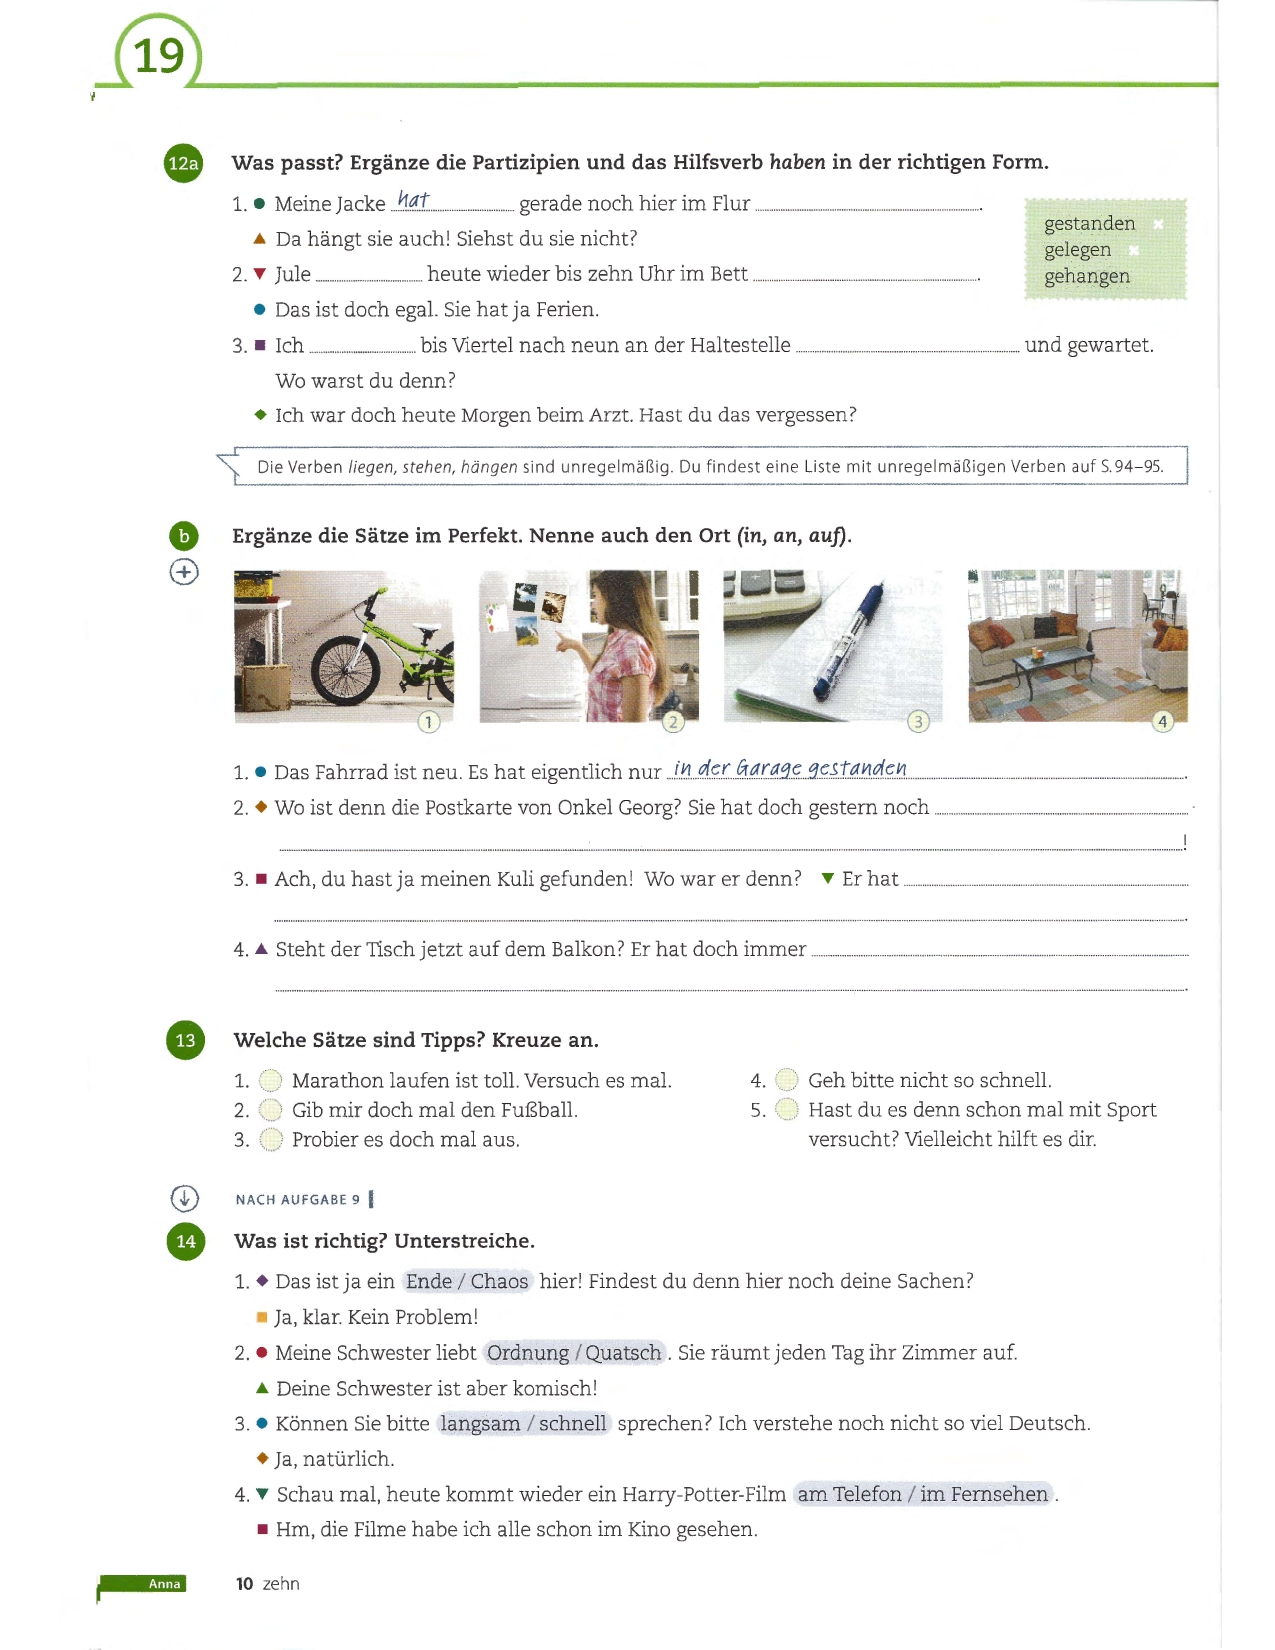 19
12a Was passt? Ergänze die Partizipien und das Hilfsverb haben in der richtigen Form.
1. ● Meine Jacke hat gerade noch hier im Flur .
▲ Da hängt sie auch! Siehst du sie nicht?
2. ▼ Jule heute wieder bis zehn Uhr im Bett .
● Das ist doch egal. Sie hat ja Ferien.
3. ■ Ich bis Viertel nach neun an der Haltestelle und gewartet.
Wo warst du denn?
◆ Ich war doch heute Morgen beim Arzt. Hast du das vergessen?
gestanden
gelegen
gehangen
Die Verben liegen, stehen, hängen sind unregelmäßig. Du findest eine Liste mit unregelmäßigen Verben auf S. 94–95.
b Ergänze die Sätze im Perfekt. Nenne auch den Ort (in, an, auf).
1 2 3 4
1. ● Das Fahrrad ist neu. Es hat eigentlich nur in der Garage gestanden .
2. ◆ Wo ist denn die Postkarte von Onkel Georg? Sie hat doch gestern noch
!
3. ■ Ach, du hast ja meinen Kuli gefunden! Wo war er denn? ▼ Er hat
.
4. ▲ Steht der Tisch jetzt auf dem Balkon? Er hat doch immer
.
13 Welche Sätze sind Tipps? Kreuze an.
1. Marathon laufen ist toll. Versuch es mal.
2. Gib mir doch mal den Fußball.
3. Probier es doch mal aus.
4. Geh bitte nicht so schnell.
5. Hast du es denn schon mal mit Sport
versucht? Vielleicht hilft es dir.
NACH AUFGABE 9
14 Was ist richtig? Unterstreiche.
1. ◆ Das ist ja ein Ende / Chaos hier! Findest du denn hier noch deine Sachen?
■ Ja, klar. Kein Problem!
2. ● Meine Schwester liebt Ordnung / Quatsch . Sie räumt jeden Tag ihr Zimmer auf.
▲ Deine Schwester ist aber komisch!
3. ● Können Sie bitte langsam / schnell sprechen? Ich verstehe noch nicht so viel Deutsch.
◆ Ja, natürlich.
4. ▼ Schau mal, heute kommt wieder ein Harry-Potter-Film am Telefon / im Fernsehen .
■ Hm, die Filme habe ich alle schon im Kino gesehen.
Anna 10 zehn